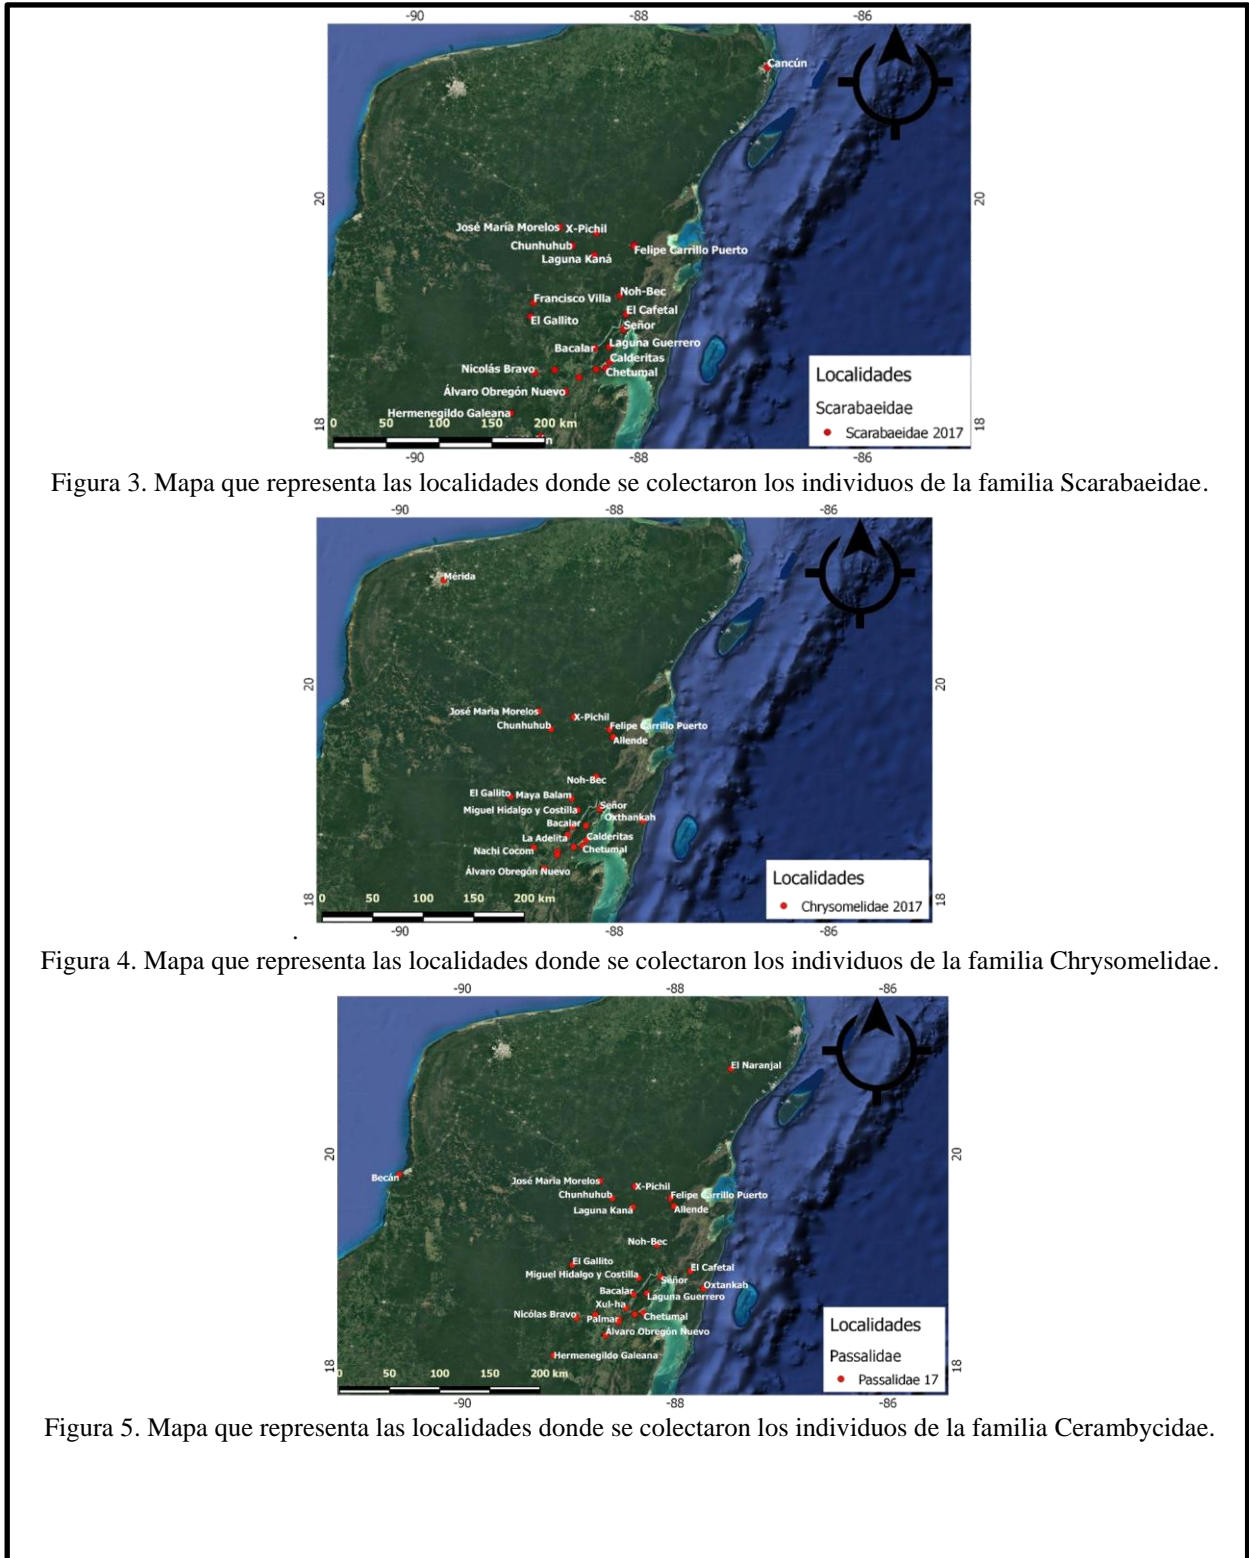 -90 -88 -86
Cancún
20 20
José María Morelos X-Pichil
Chunhuhub
Felipe Carrillo Puerto
Laguna Kaná
Noh-Bec
Francisco Villa
El Cafetal
El Gallito
Señor
Bacalar Laguna Guerrero
Calderitas
Nicolás Bravo Chetumal
Álvaro Obregón Nuevo
Hermenegildo Galeana
0 50 100 150 200 km
18 18
Localidades
Scarabaeidae
Scarabaeidae 2017
-90 -88 -86
Figura 3. Mapa que representa las localidades donde se colectaron los individuos de la familia Scarabaeidae.
-90 -88 -86
Mérida
20 20
José Maria Morelos X-Pichil
Chunhuhub Felipe Carrillo Puerto
Allende
Noh-Bec
El Gallito Maya Balam
Miguel Hidalgo y Costilla Señor
Oxthankah
Bacalar
La Adelita Calderitas
Nachi Cocom Chetumal
Álvaro Obregón Nuevo
0 50 100 150 200 km
18 18
Localidades
Chrysomelidae 2017
-90 -88 -86
.
Figura 4. Mapa que representa las localidades donde se colectaron los individuos de la familia Chrysomelidae.
-90 -88 -86
El Naranjal
20 20
Becán
José Maria Morelos X-Pichil
Chunhuhub Felipe Carrillo Puerto
Laguna Kaná Allende
Noh-Bec
El Gallito
Miguel Hidalgo y Costilla El Cafetal
Señor
Oxtankab
Bacalar Laguna Guerrero
Xul-ha
Nicólas Bravo Chetumal
Palmar
Álvaro Obregón Nuevo
Hermenegildo Galeana
0 50 100 150 200 km
18 18
Localidades
Passalidae
Passalidae 17
-90 -88 -86
Figura 5. Mapa que representa las localidades donde se colectaron los individuos de la familia Cerambycidae.